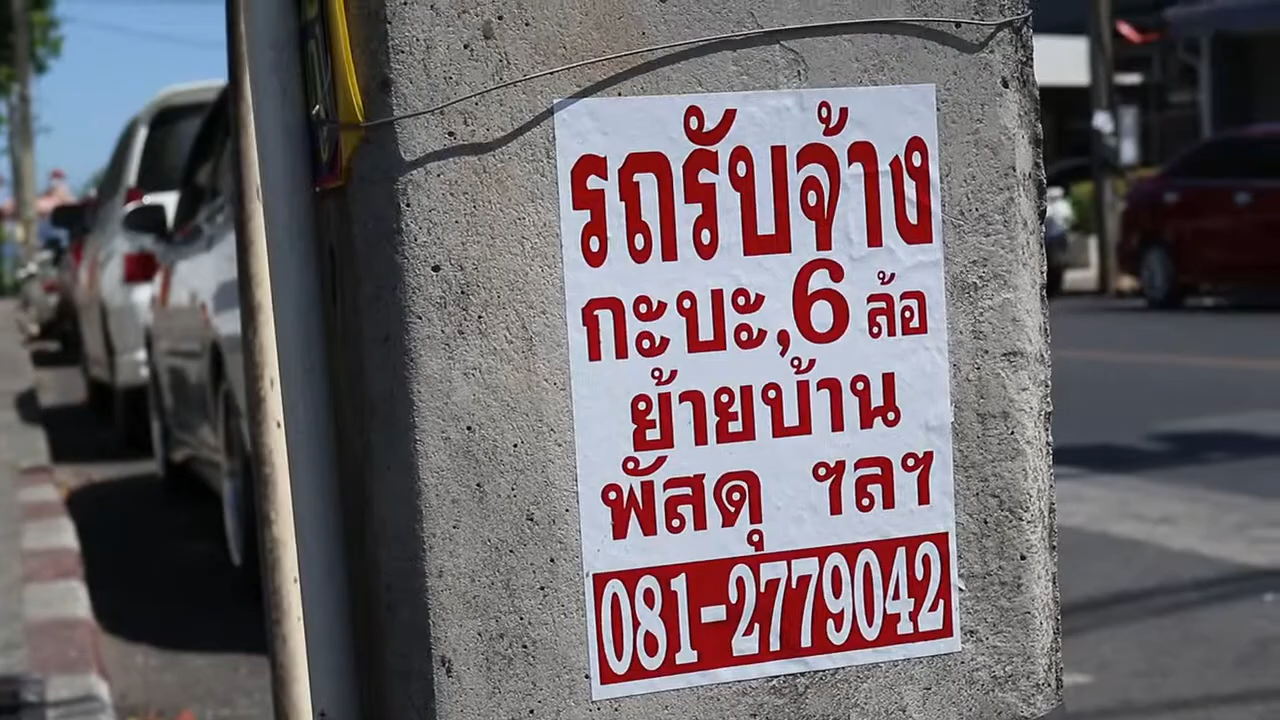 รถรับจ้าง
กะบะ,6 ล้อ
ย้ายบ้าน
พัสดุ ฯลฯ
081-2779042